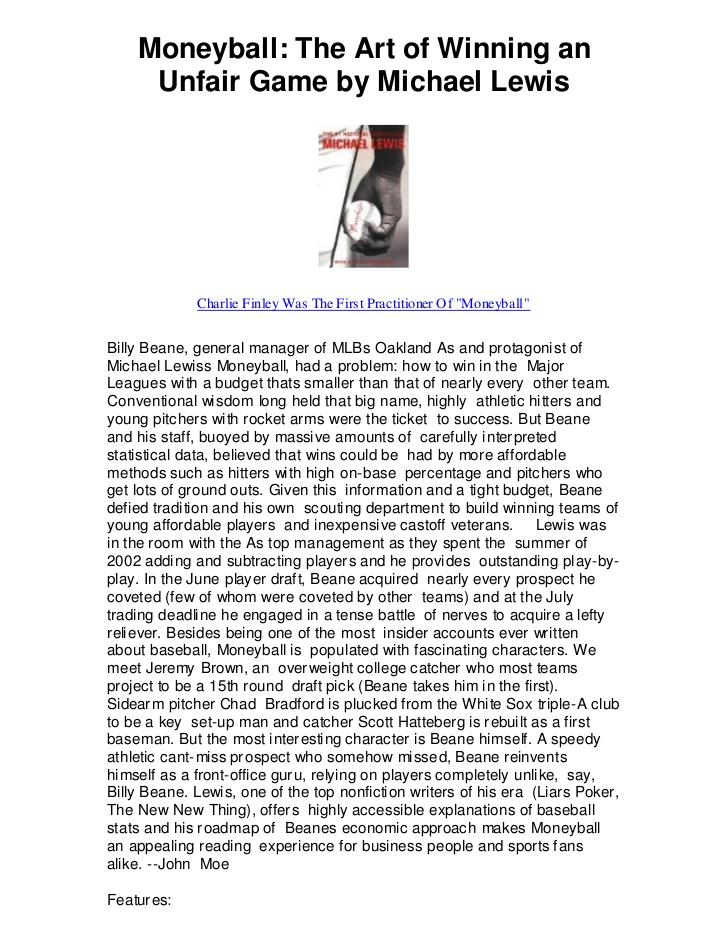 Moneyball: The Art of Winning an
Unfair Game by Michael Lewis
MICHAEL LEWIS
Charlie Finley Was The First Practitioner Of "Moneyball"
Billy Beane, general manager of MLBs Oakland As and protagonist of
Michael Lewiss Moneyball, had a problem: how to win in the Major
Leagues with a budget thats smaller than that of nearly every other team.
Conventional wisdom long held that big name, highly athletic hitters and
young pitchers with rocket arms were the ticket to success. But Beane
and his staff, buoyed by massive amounts of carefully interpreted
statistical data, believed that wins could be had by more affordable
methods such as hitters with high on-base percentage and pitchers who
get lots of ground outs. Given this information and a tight budget, Beane
defied tradition and his own scouting department to build winning teams of
young affordable players and inexpensive castoff veterans. Lewis was
in the room with the As top management as they spent the summer of
2002 adding and subtracting players and he provides outstanding play-by-
play. In the June player draft, Beane acquired nearly every prospect he
coveted (few of whom were coveted by other teams) and at the July
trading deadline he engaged in a tense battle of nerves to acquire a lefty
reliever. Besides being one of the most insider accounts ever written
about baseball, Moneyball is populated with fascinating characters. We
meet Jeremy Brown, an overweight college catcher who most teams
project to be a 15th round draft pick (Beane takes him in the first).
Sidearm pitcher Chad Bradford is plucked from the White Sox triple-A club
to be a key set-up man and catcher Scott Hatteberg is rebuilt as a first
baseman. But the most interesting character is Beane himself. A speedy
athletic cant-miss prospect who somehow missed, Beane reinvents
himself as a front-office guru, relying on players completely unlike, say,
Billy Beane. Lewis, one of the top nonfiction writers of his era (Liars Poker,
The New New Thing), offers highly accessible explanations of baseball
stats and his roadmap of Beanes economic approach makes Moneyball
an appealing reading experience for business people and sports fans
alike. --John Moe
Features: